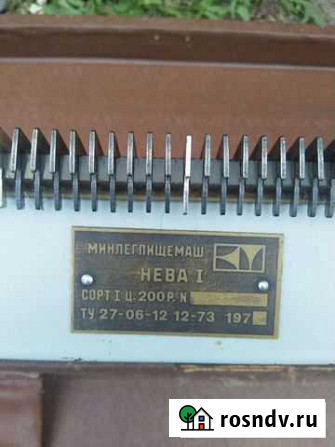 МИНЛЕГПИЩЕМАШ
НЕВА I
СОРТ I Ц. 200Р. N
ТУ 27-06-12 12-73 197
rosndv.ru